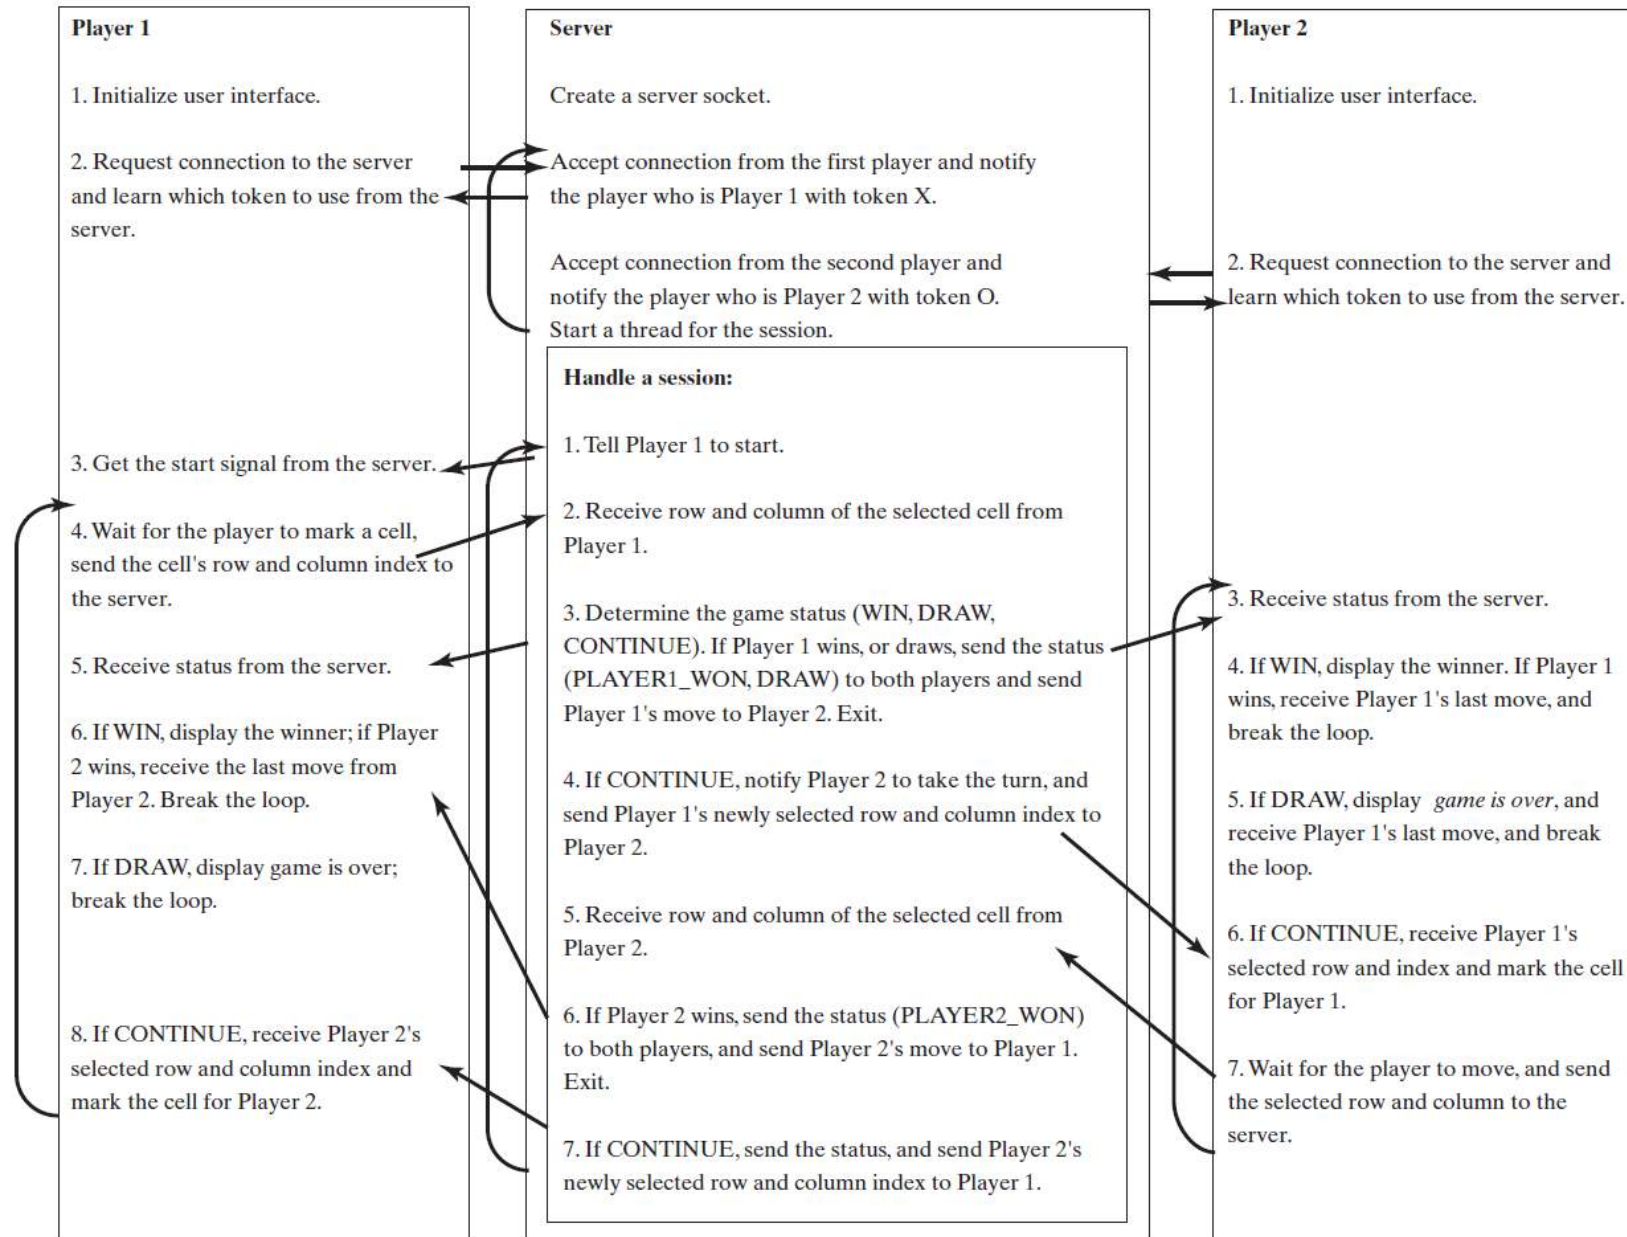 Player 1
1. Initialize user interface.
2. Request connection to the server
and learn which token to use from the
server.
3. Get the start signal from the server.
4. Wait for the player to mark a cell,
send the cell's row and column index to
the server.
5. Receive status from the server.
6. If WIN, display the winner; if Player
2 wins, receive the last move from
Player 2. Break the loop.
7. If DRAW, display game is over;
break the loop.
8. If CONTINUE, receive Player 2's
selected row and column index and
mark the cell for Player 2.
Server
Create a server socket.
Accept connection from the first player and notify
the player who is Player 1 with token X.
Accept connection from the second player and
notify the player who is Player 2 with token O.
Start a thread for the session.
Handle a session:
1. Tell Player 1 to start.
2. Receive row and column of the selected cell from
Player 1.
3. Determine the game status (WIN, DRAW,
CONTINUE). If Player 1 wins, or draws, send the status
(PLAYER1_WON, DRAW) to both players and send
Player 1's move to Player 2. Exit.
4. If CONTINUE, notify Player 2 to take the turn, and
send Player 1's newly selected row and column index to
Player 2.
5. Receive row and column of the selected cell from
Player 2.
6. If Player 2 wins, send the status (PLAYER2_WON)
to both players, and send Player 2's move to Player 1.
Exit.
7. If CONTINUE, send the status, and send Player 2's
newly selected row and column index to Player 1.
Player 2
1. Initialize user interface.
2. Request connection to the server and
learn which token to use from the server.
3. Receive status from the server.
4. If WIN, display the winner. If Player 1
wins, receive Player 1's last move, and
break the loop.
5. If DRAW, display game is over, and
receive Player 1's last move, and break
the loop.
6. If CONTINUE, receive Player 1's
selected row and index and mark the cell
for Player 1.
7. Wait for the player to move, and send
the selected row and column to the
server.